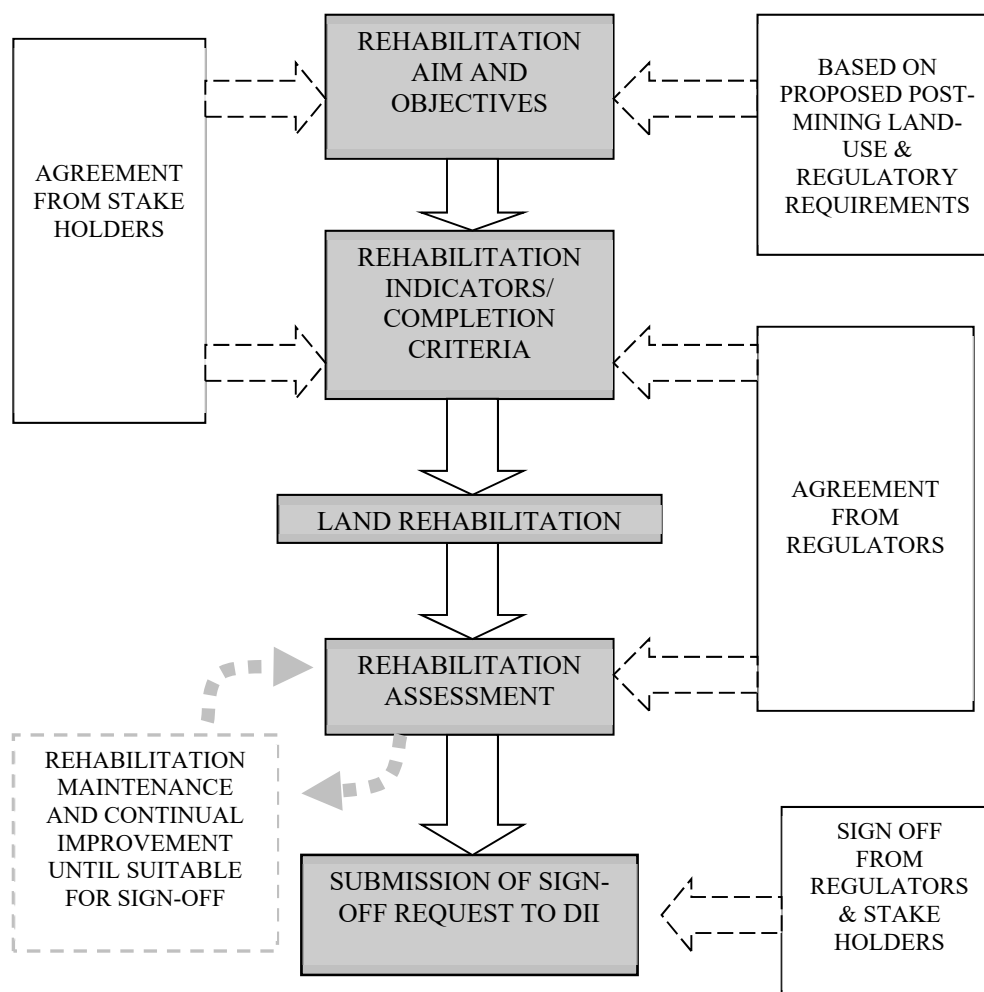 REHABILITATION
AIM AND
OBJECTIVES
BASED ON
PROPOSED POST-
MINING LAND-
USE &
REGULATORY
REQUIREMENTS
AGREEMENT
FROM STAKE
HOLDERS
REHABILITATION
INDICATORS/
COMPLETION
CRITERIA
LAND REHABILITATION
AGREEMENT
FROM
REGULATORS
REHABILITATION
ASSESSMENT
REHABILITATION
MAINTENANCE
AND CONTINUAL
IMPROVEMENT
UNTIL SUITABLE
FOR SIGN-OFF
SUBMISSION OF SIGN-
OFF REQUEST TO DII
SIGN OFF
FROM
REGULATORS
& STAKE
HOLDERS